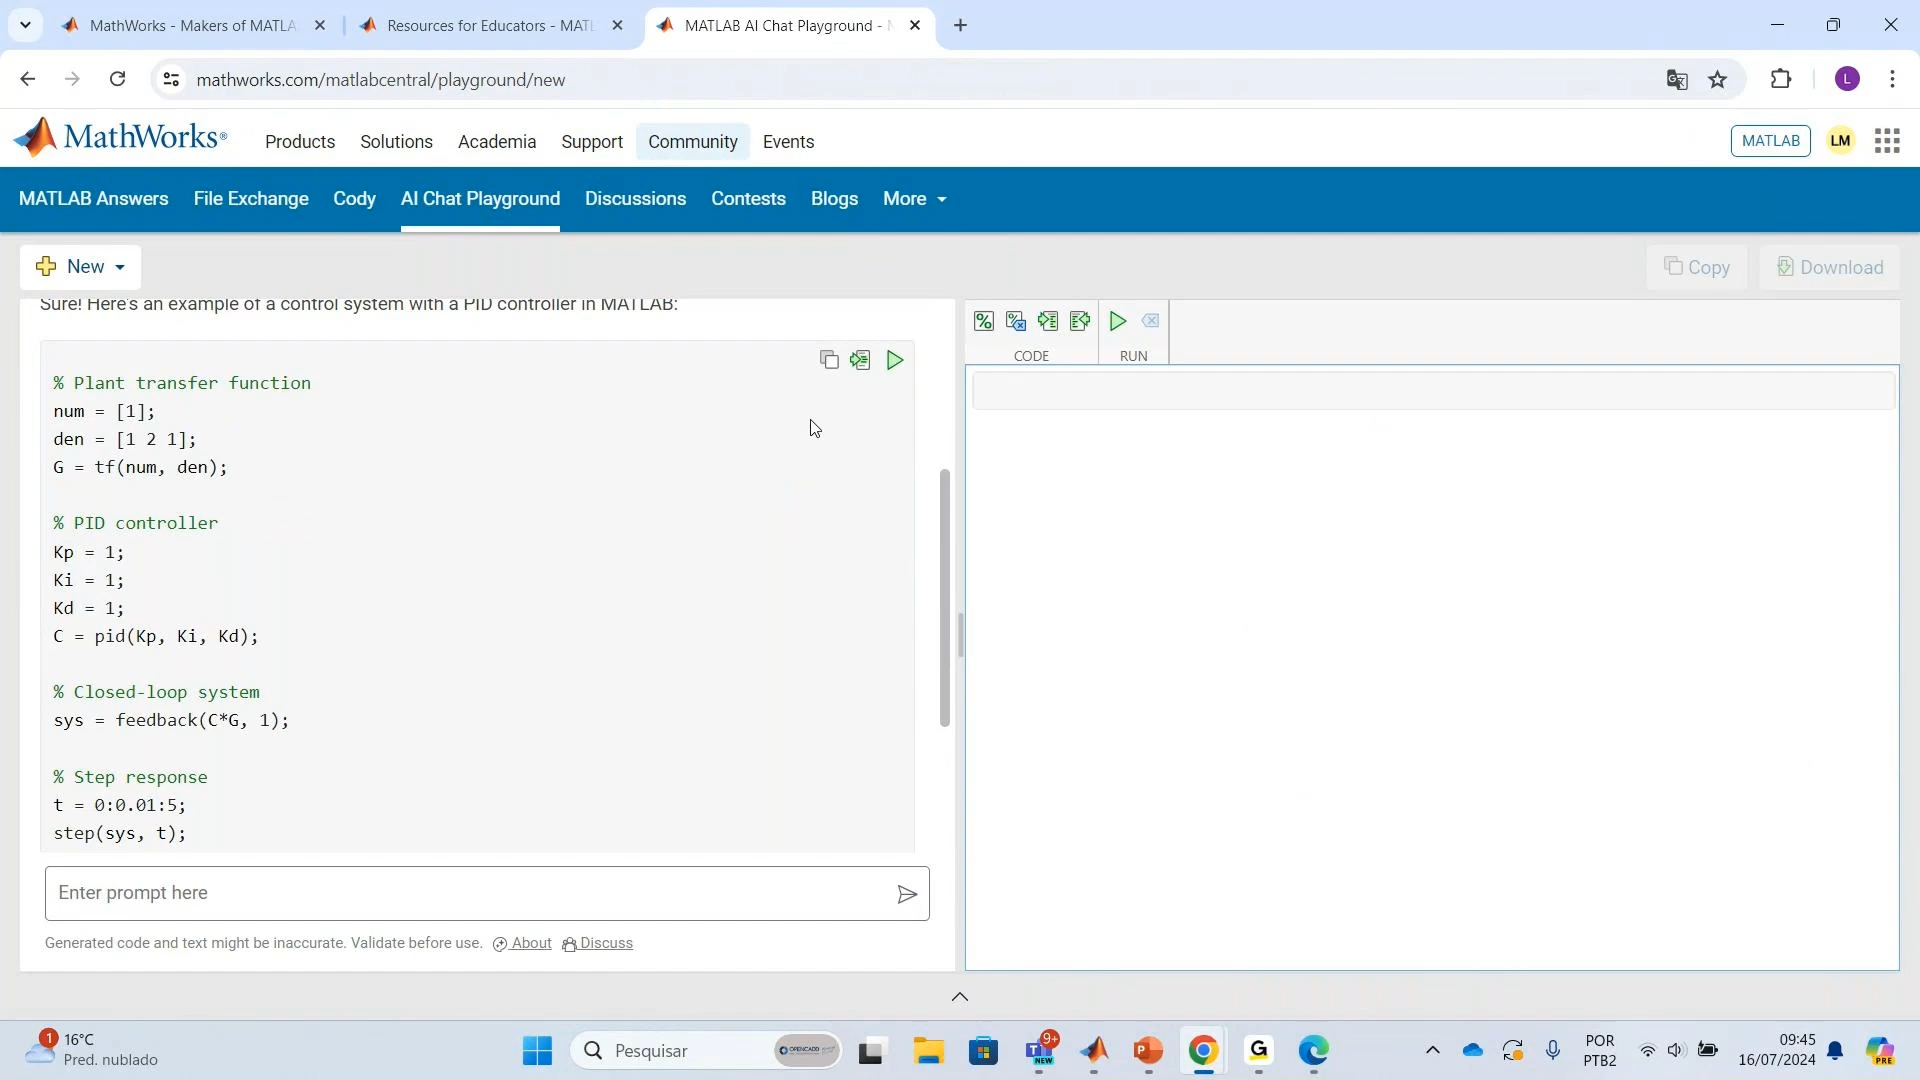 MathWorks - Makers of MATLA
Resources for Educators - MATL
MATLAB AI Chat Playground -
mathworks.com/matlabcentral/playground/new
L
MathWorks®
Products
Solutions
Academia
Support
Community
Events
MATLAB
LM
MATLAB Answers
File Exchange
Cody
AI Chat Playground
Discussions
Contests
Blogs
More
New
Copy
Download
Sure! Here's an example of a control system with a PID controller in MATLAB:
% Plant transfer function
num = [1];
den = [1 2 1];
G = tf(num, den);
% PID controller
Kp = 1;
Ki = 1;
Kd = 1;
C = pid(Kp, Ki, Kd);
% Closed-loop system
sys = feedback(C*G, 1);
% Step response
t = 0:0.01:5;
step(sys, t);
CODE
RUN
Enter prompt here
Generated code and text might be inaccurate. Validate before use. About Discuss
1
16°C
Pred. nublado
Pesquisar
OPENCADD
9+
NEW
P
G
POR
PTB2
09:45
16/07/2024
PRE